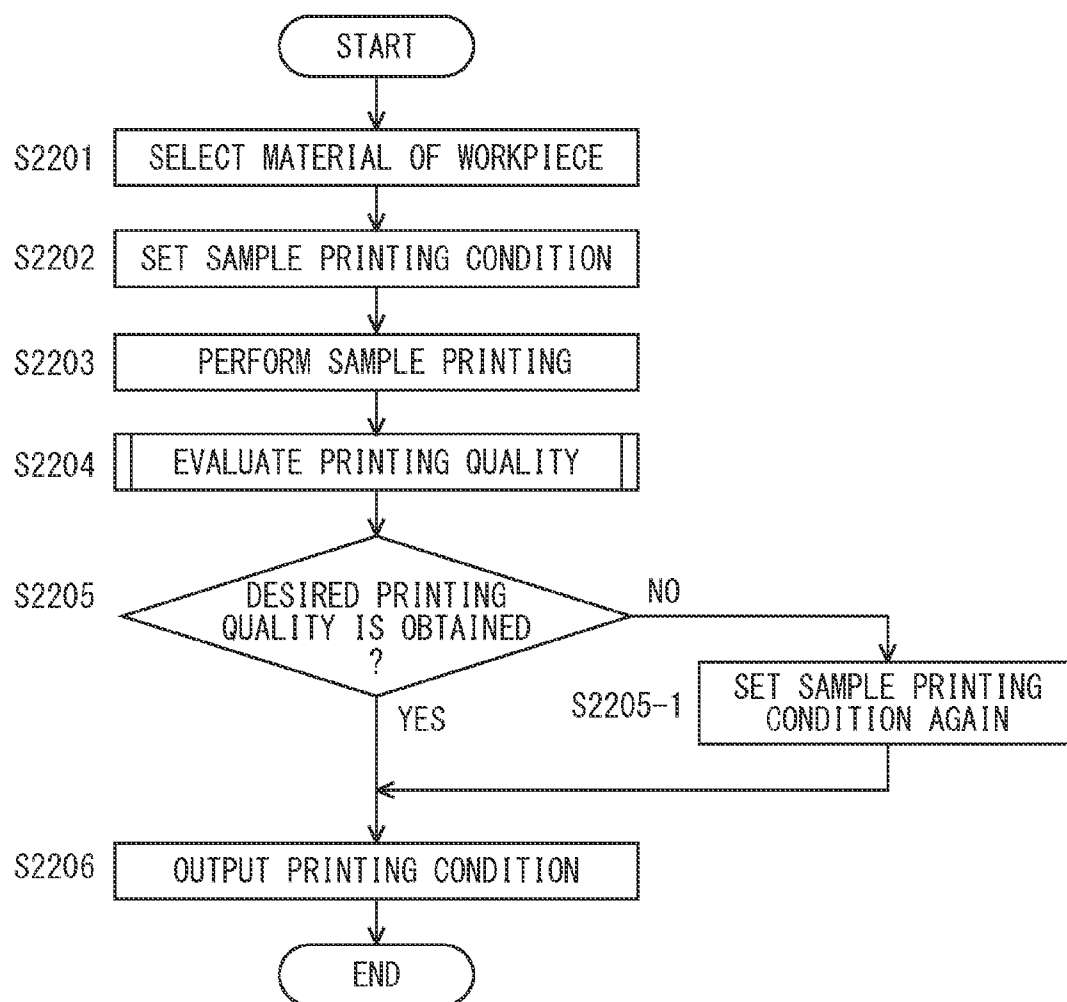 START
S2201
SELECT MATERIAL OF WORKPIECE
S2202
SET SAMPLE PRINTING CONDITION
S2203
PERFORM SAMPLE PRINTING
S2204
EVALUATE PRINTING QUALITY
S2205
DESIRED PRINTING
QUALITY IS OBTAINED
?
NO
YES
S2205-1
SET SAMPLE PRINTING
CONDITION AGAIN
S2206
OUTPUT PRINTING CONDITION
END